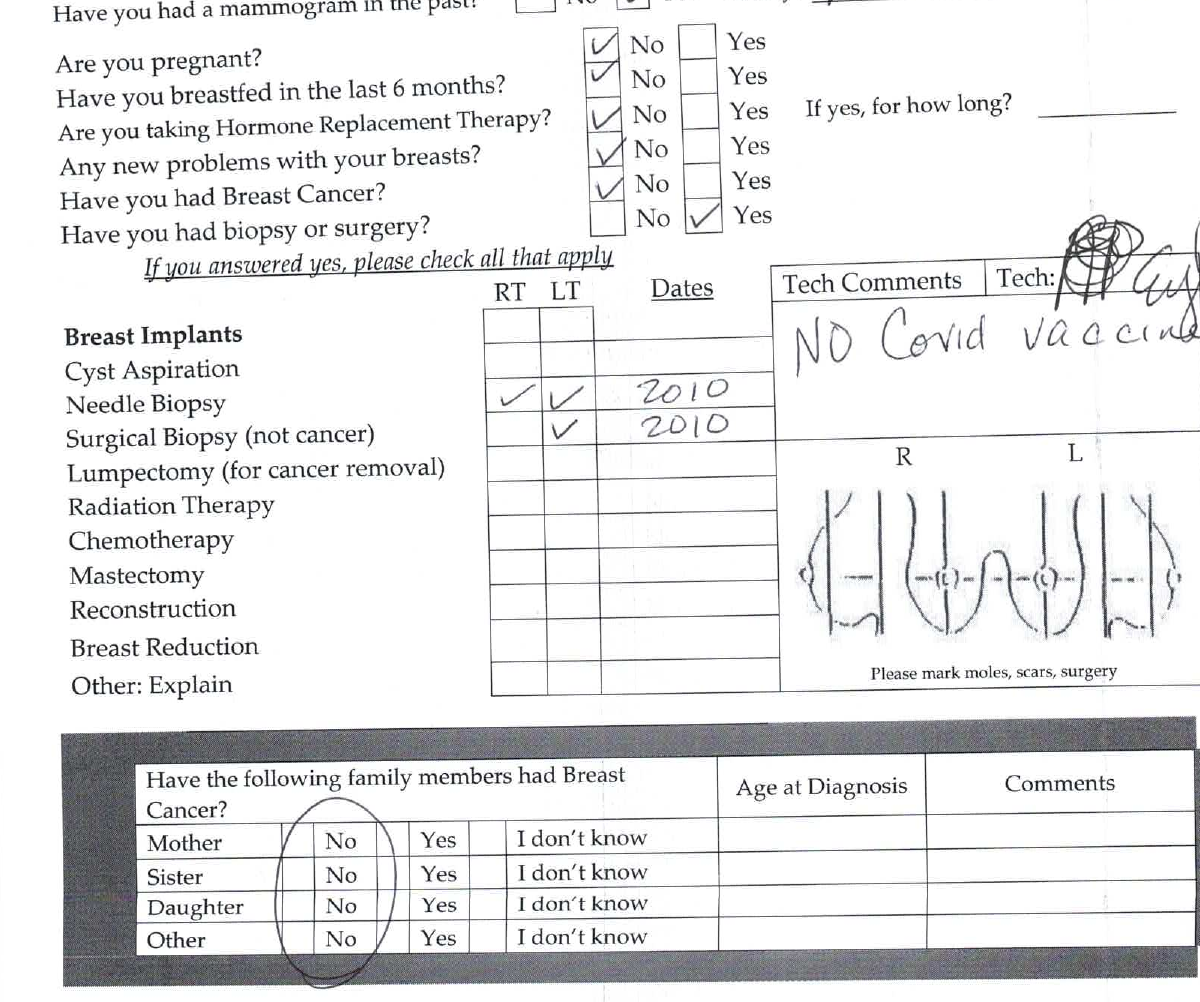 Have you had a mammogram in the past?
Are you pregnant? ✓ No Yes
Have you breastfed in the last 6 months? ✓ No Yes
Are you taking Hormone Replacement Therapy? ✓ No Yes If yes, for how long?
Any new problems with your breasts? ✓ No Yes
Have you had Breast Cancer? ✓ No Yes
Have you had biopsy or surgery? No ✓ Yes
If you answered yes, please check all that apply
RT LT Dates
Tech Comments Tech:
NO Covid vaccine
Breast Implants
Cyst Aspiration
Needle Biopsy ✓ ✓ 2010
Surgical Biopsy (not cancer) ✓ 2010
Lumpectomy (for cancer removal)
Radiation Therapy
Chemotherapy
Mastectomy
Reconstruction
Breast Reduction
Other: Explain
R L
Please mark moles, scars, surgery
Have the following family members had Breast Cancer? Age at Diagnosis Comments
Mother No Yes I don't know
Sister No Yes I don't know
Daughter No Yes I don't know
Other No Yes I don't know